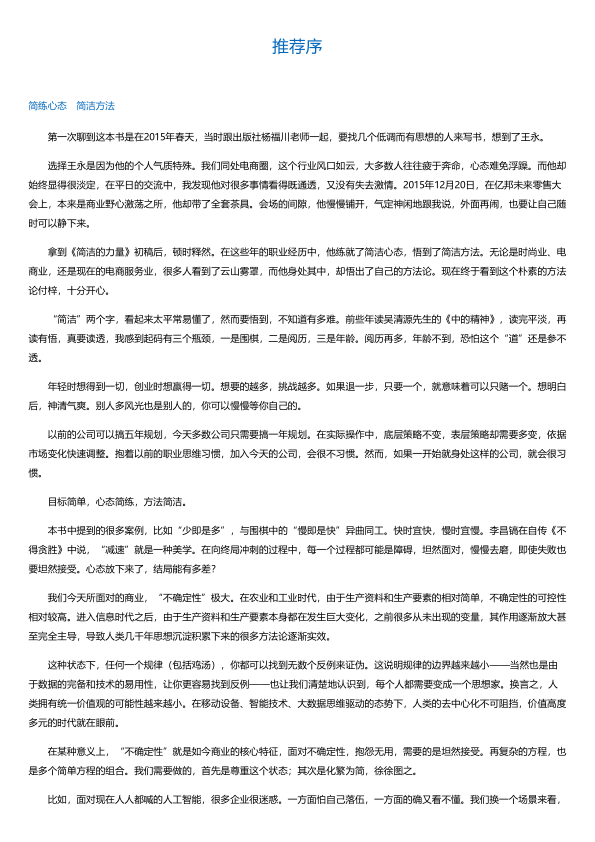 推荐序
简练心态　简洁方法
第一次聊到这本书是在2015年春天，当时跟出版社杨福川老师一起，要找几个低调而有思想的人来写书，想到了王永。
选择王永是因为他的个人气质特殊。我们同处电商圈，这个行业风口如云，大多数人往往疲于奔命，心态难免浮躁。而他却
始终显得很淡定，在平日的交流中，我发现他对很多事情看得既通透，又没有失去激情。2015年12月20日，在亿邦未来零售大
会上，本来是商业野心激荡之所，他却带了全套茶具。会场的间隙，他慢慢铺开，气定神闲地跟我说，外面再闹，也要让自己随
时可以静下来。
拿到《简洁的力量》初稿后，顿时释然。在这些年的职业经历中，他练就了简洁心态，悟到了简洁方法。无论是时尚业、电
商业，还是现在的电商服务业，很多人看到了云山雾罩，而他身处其中，却悟出了自己的方法论。现在终于看到这个朴素的方法
论付梓，十分开心。
“简洁”两个字，看起来太平常易懂了，然而要悟到，不知道有多难。前些年读吴清源先生的《中的精神》，读完平淡，再
读有悟，真要读透，我感到起码有三个瓶颈，一是围棋，二是阅历，三是年龄。阅历再多，年龄不到，恐怕这个“道”还是参不
透。
年轻时想得到一切，创业时想赢得一切。想要的越多，挑战越多。如果退一步，只要一个，就意味着可以只赌一个。想明白
后，神清气爽。别人多风光也是别人的，你可以慢慢等你自己的。
以前的公司可以搞五年规划，今天多数公司只需要搞一年规划。在实际操作中，底层策略不变，表层策略却需要多变，依据
市场变化快速调整。抱着以前的职业思维习惯，加入今天的公司，会很不习惯。然而，如果一开始就身处这样的公司，就会很习
惯。
目标简单，心态简练，方法简洁。
本书中提到的很多案例，比如“少即是多”，与围棋中的“慢即是快”异曲同工。快时宜快，慢时宜慢。李昌镐在自传《不
得贪胜》中说，“减速”就是一种美学。在向终局冲刺的过程中，每一个过程都可能是障碍，坦然面对，慢慢去磨，即使失败也
要坦然接受。心态放下来了，结局能有多差？
我们今天所面对的商业，“不确定性”极大。在农业和工业时代，由于生产资料和生产要素的相对简单，不确定性的可控性
相对较高。进入信息时代之后，由于生产资料和生产要素本身都在发生巨大变化，之前很多从未出现的变量，其作用逐渐放大甚
至完全主导，导致人类几千年思想沉淀积累下来的很多方法论逐渐实效。
这种状态下，任何一个规律（包括鸡汤），你都可以找到无数个反例来证伪。这说明规律的边界越来越小——当然也是由
于数据的完备和技术的易用性，让你更容易找到反例——也让我们清楚地认识到，每个人都需要变成一个思想家。换言之，人
类拥有统一价值观的可能性越来越小。在移动设备、智能技术、大数据思维驱动的态势下，人类的去中心化不可阻挡，价值高度
多元的时代就在眼前。
在某种意义上，“不确定性”就是如今商业的核心特征，面对不确定性，抱怨无用，需要的是坦然接受。再复杂的方程，也
是多个简单方程的组合。我们需要做的，首先是尊重这个状态；其次是化繁为简，徐徐图之。
比如，面对现在人人都喊的人工智能，很多企业很迷惑。一方面怕自己落伍，一方面的确又看不懂。我们换一个场景来看，